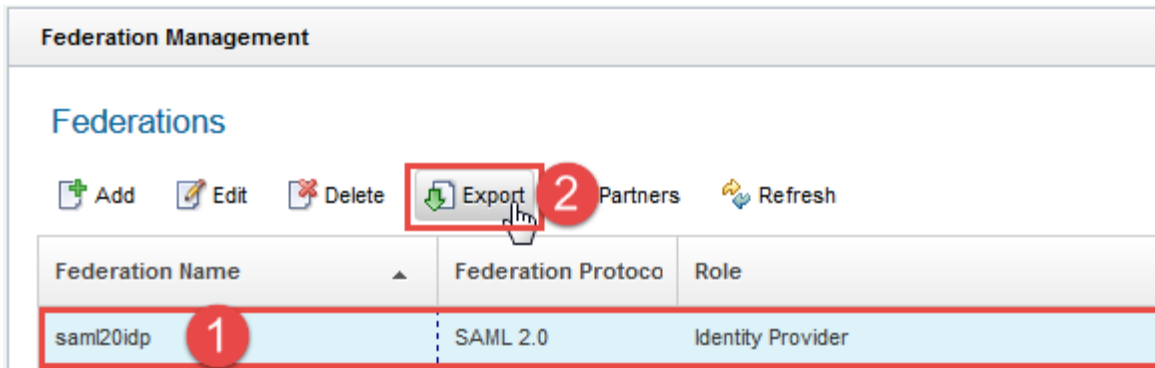 Federation Management
Federations
Add Edit Delete Export 2 Partners Refresh
Federation Name Federation Protoco Role
saml20idp 1 SAML 2.0 Identity Provider